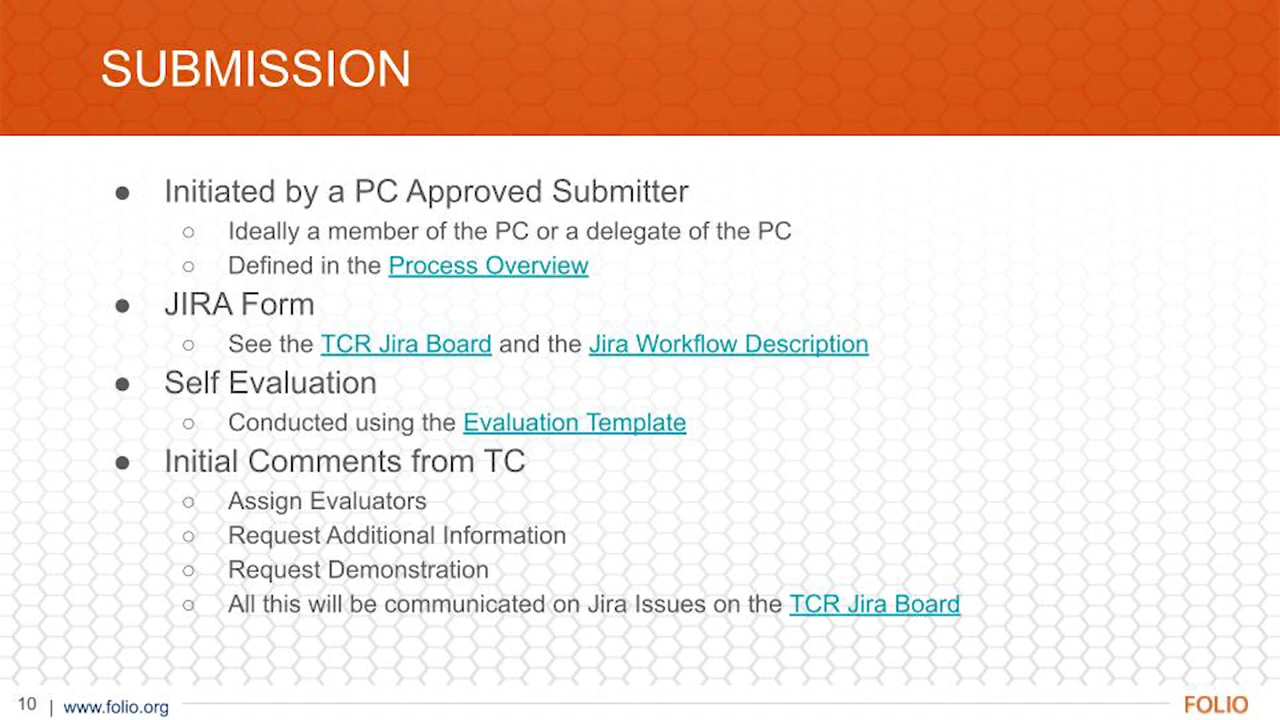 SUBMISSION
● Initiated by a PC Approved Submitter
○ Ideally a member of the PC or a delegate of the PC
○ Defined in the Process Overview
● JIRA Form
○ See the TCR Jira Board and the Jira Workflow Description
● Self Evaluation
○ Conducted using the Evaluation Template
● Initial Comments from TC
○ Assign Evaluators
○ Request Additional Information
○ Request Demonstration
○ All this will be communicated on Jira Issues on the TCR Jira Board
10 | www.folio.org FOLIO